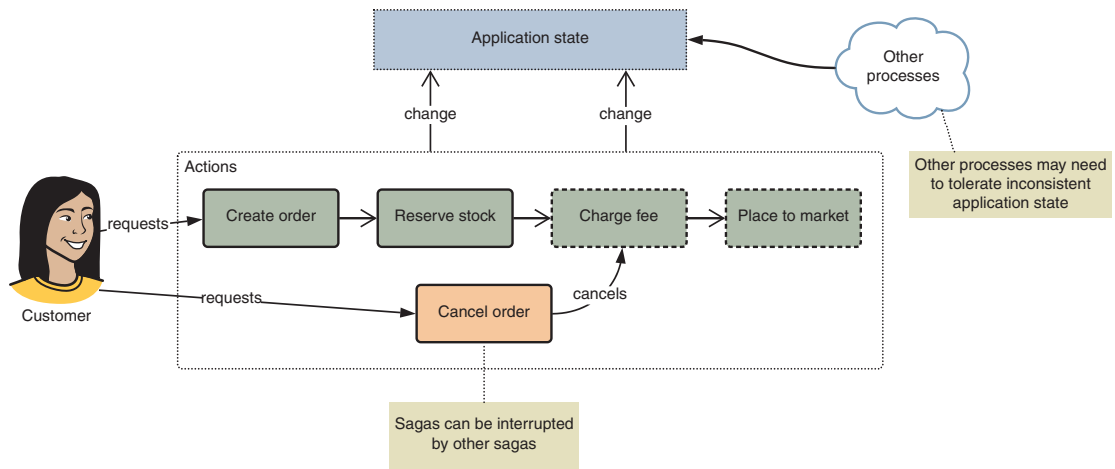 Application state
Other
processes
change
change
Other processes may need
to tolerate inconsistent
application state
Actions
requests
Create order
Reserve stock
Charge fee
Place to market
requests
Cancel order
cancels
Customer
Sagas can be interrupted
by other sagas